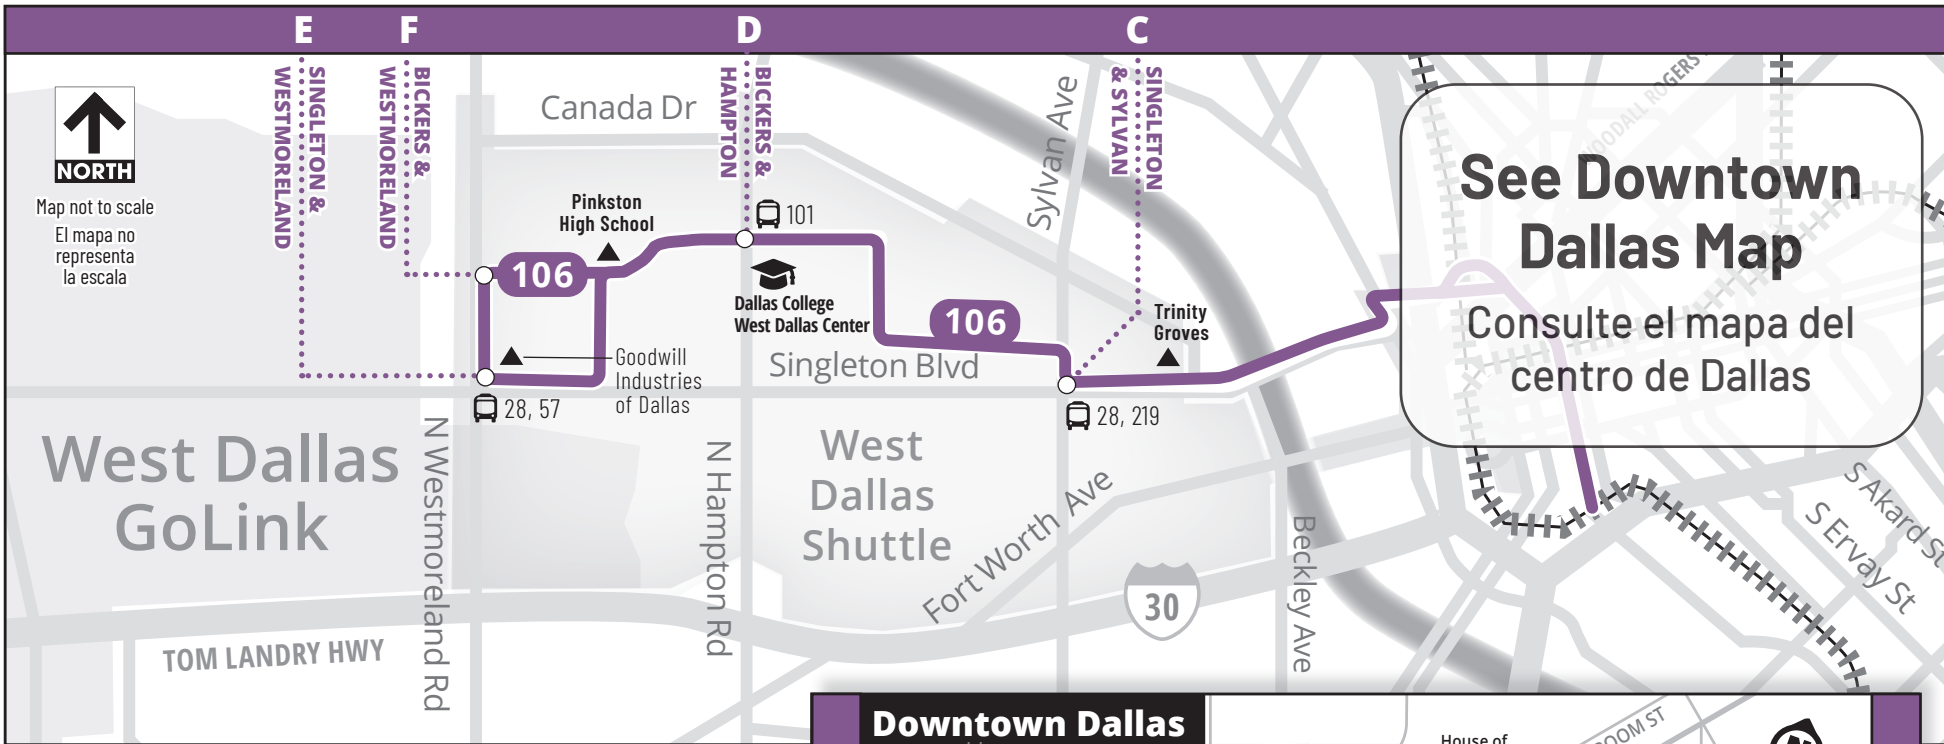 E
F
D
C
SINGLETON &
WESTMORELAND
BICKERS &
WESTMORELAND
BICKERS &
HAMPTON
SINGLETON
& SYLVAN
NORTH
Map not to scale
El mapa no
representa
la escala
Canada Dr
Sylvan Ave
WOODALL ROGERS
Pinkston
High School
101
106
Dallas College
West Dallas Center
106
Trinity
Groves
Goodwill
Industries
of Dallas
Singleton Blvd
28, 57
28, 219
See Downtown
Dallas Map
Consulte el mapa del
centro de Dallas
West Dallas
GoLink
N Westmoreland Rd
N Hampton Rd
West
Dallas
Shuttle
Fort Worth Ave
30
Beckley Ave
S Akard St
S Ervay St
TOM LANDRY HWY
Downtown Dallas
House of
ROOM ST
N